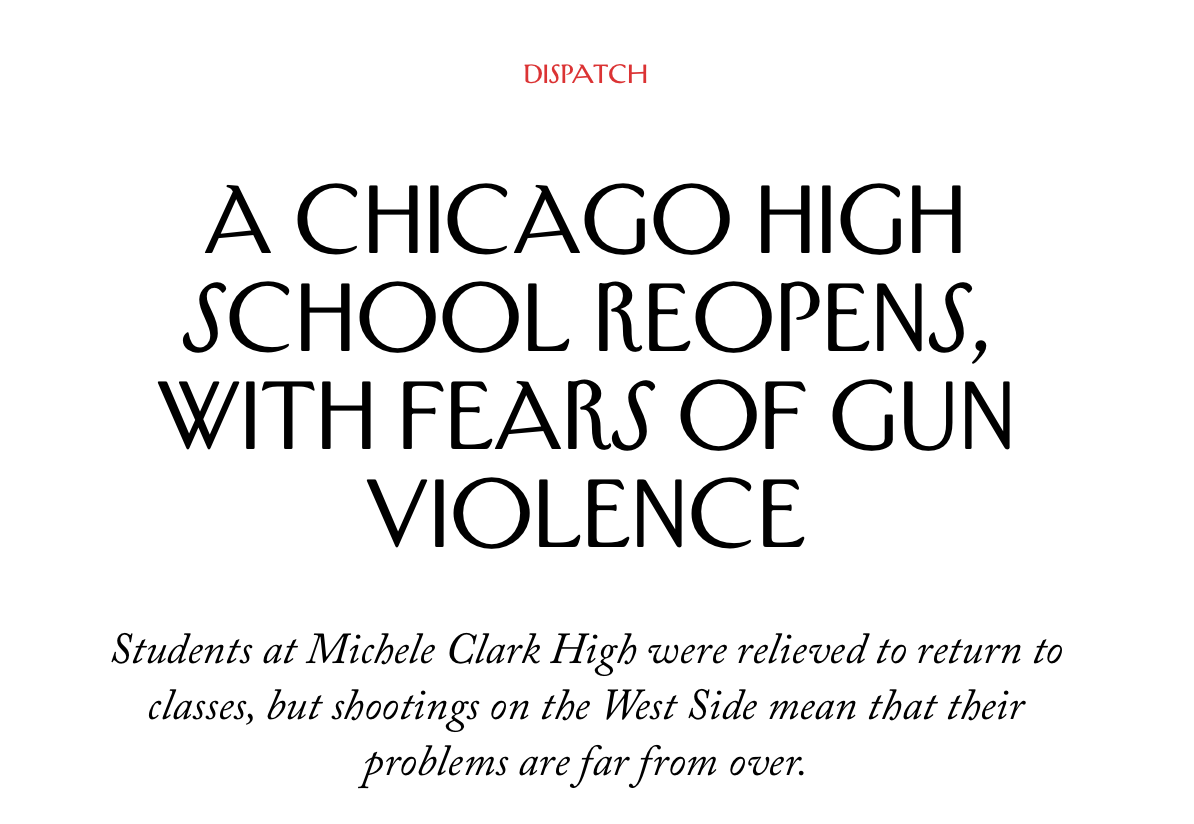 DISPATCH
A CHICAGO HIGH
SCHOOL REOPENS,
WITH FEARS OF GUN
VIOLENCE
Students at Michele Clark High were relieved to return to
classes, but shootings on the West Side mean that their
problems are far from over.